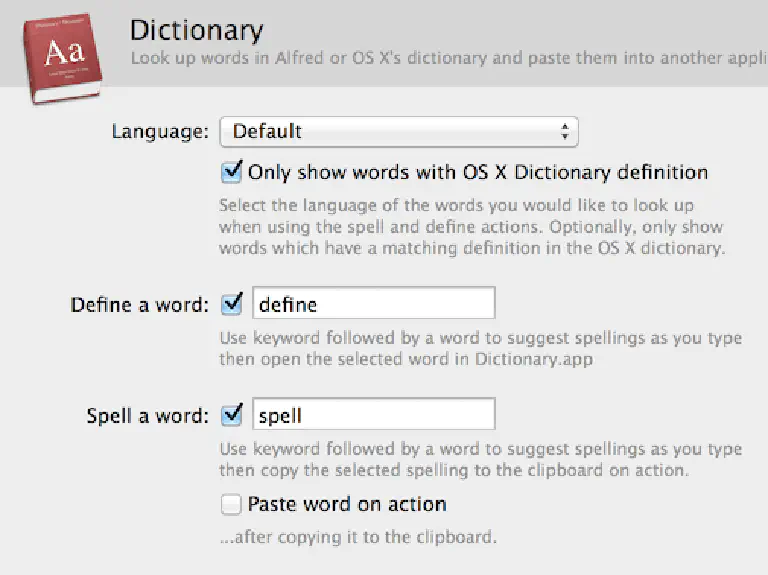 Aa
Dictionary
Look up words in Alfred or OS X's dictionary and paste them into another appli
Language: Default
Only show words with OS X Dictionary definition
Select the language of the words you would like to look up
when using the spell and define actions. Optionally, only show
words which have a matching definition in the OS X dictionary.
Define a word: define
Use keyword followed by a word to suggest spellings as you type
then open the selected word in Dictionary.app
Spell a word: spell
Use keyword followed by a word to suggest spellings as you type
then copy the selected spelling to the clipboard on action.
Paste word on action
...after copying it to the clipboard.